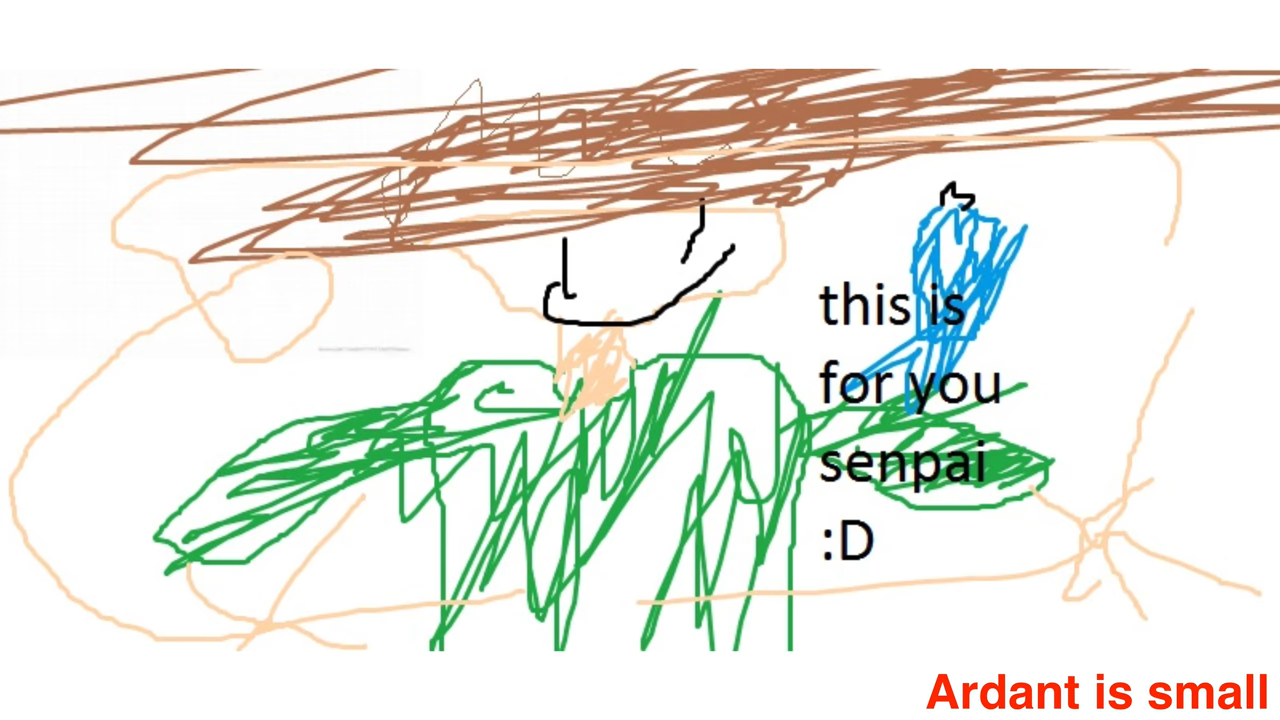 this is
for you
senpai
:D
Ardant is small